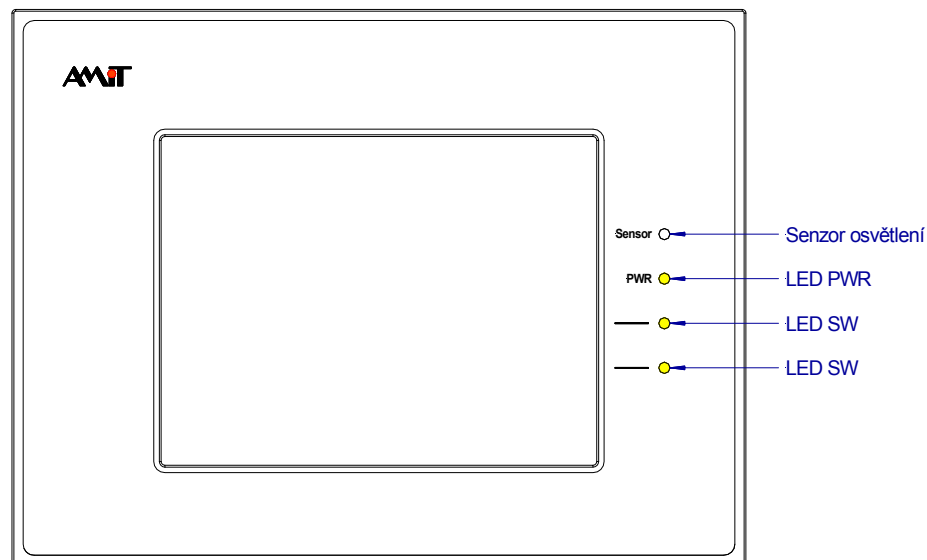 AMiT
Sensor Senzor osvětlení
PWR LED PWR
LED SW
LED SW